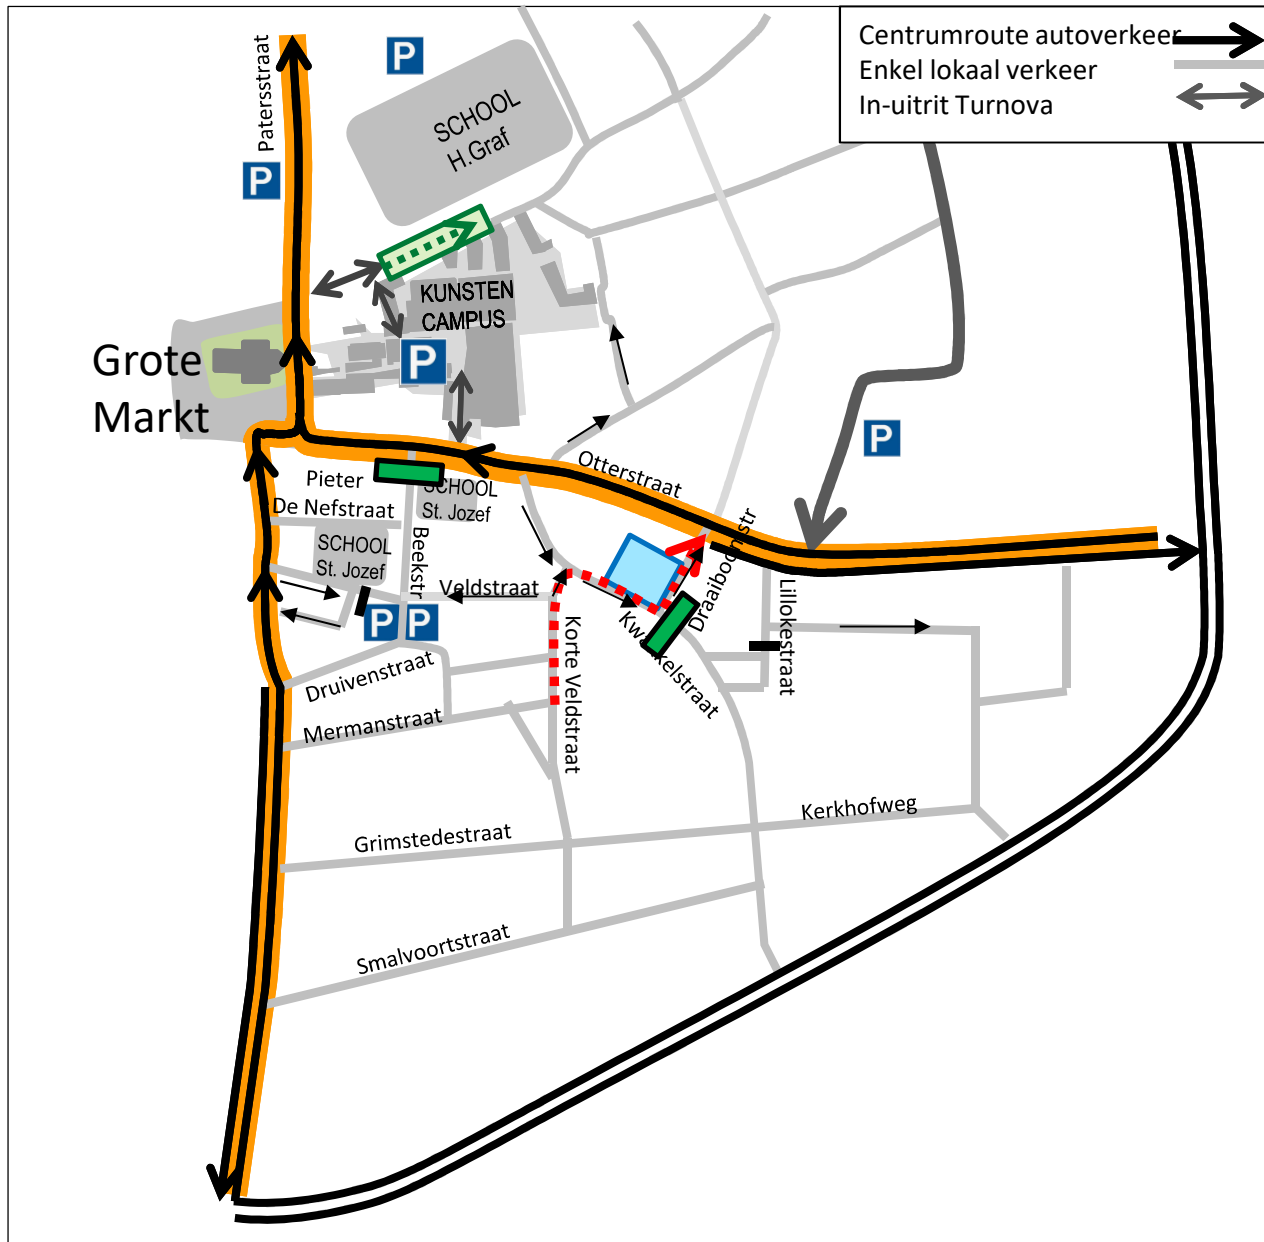 Centrumroute autoverkeer
Enkel lokaal verkeer
In-uitrit Turnova
Patersstraat
P
SCHOOL
H.Graf
P
KUNSTEN
CAMPUS
P
Grote
Markt
Otterstraat
P
Pieter
De Nefstraat
SCHOOL
St. Jozef
SCHOOL
St. Jozef
Beekstr
Veldstraat
Draaiboomstr
Lillokestraat
P P
Kwakkelstraat
Korte Veldstraat
Druivenstraat
Mermanstraat
Kerkhofweg
Grimstedestraat
Smalvoortstraat